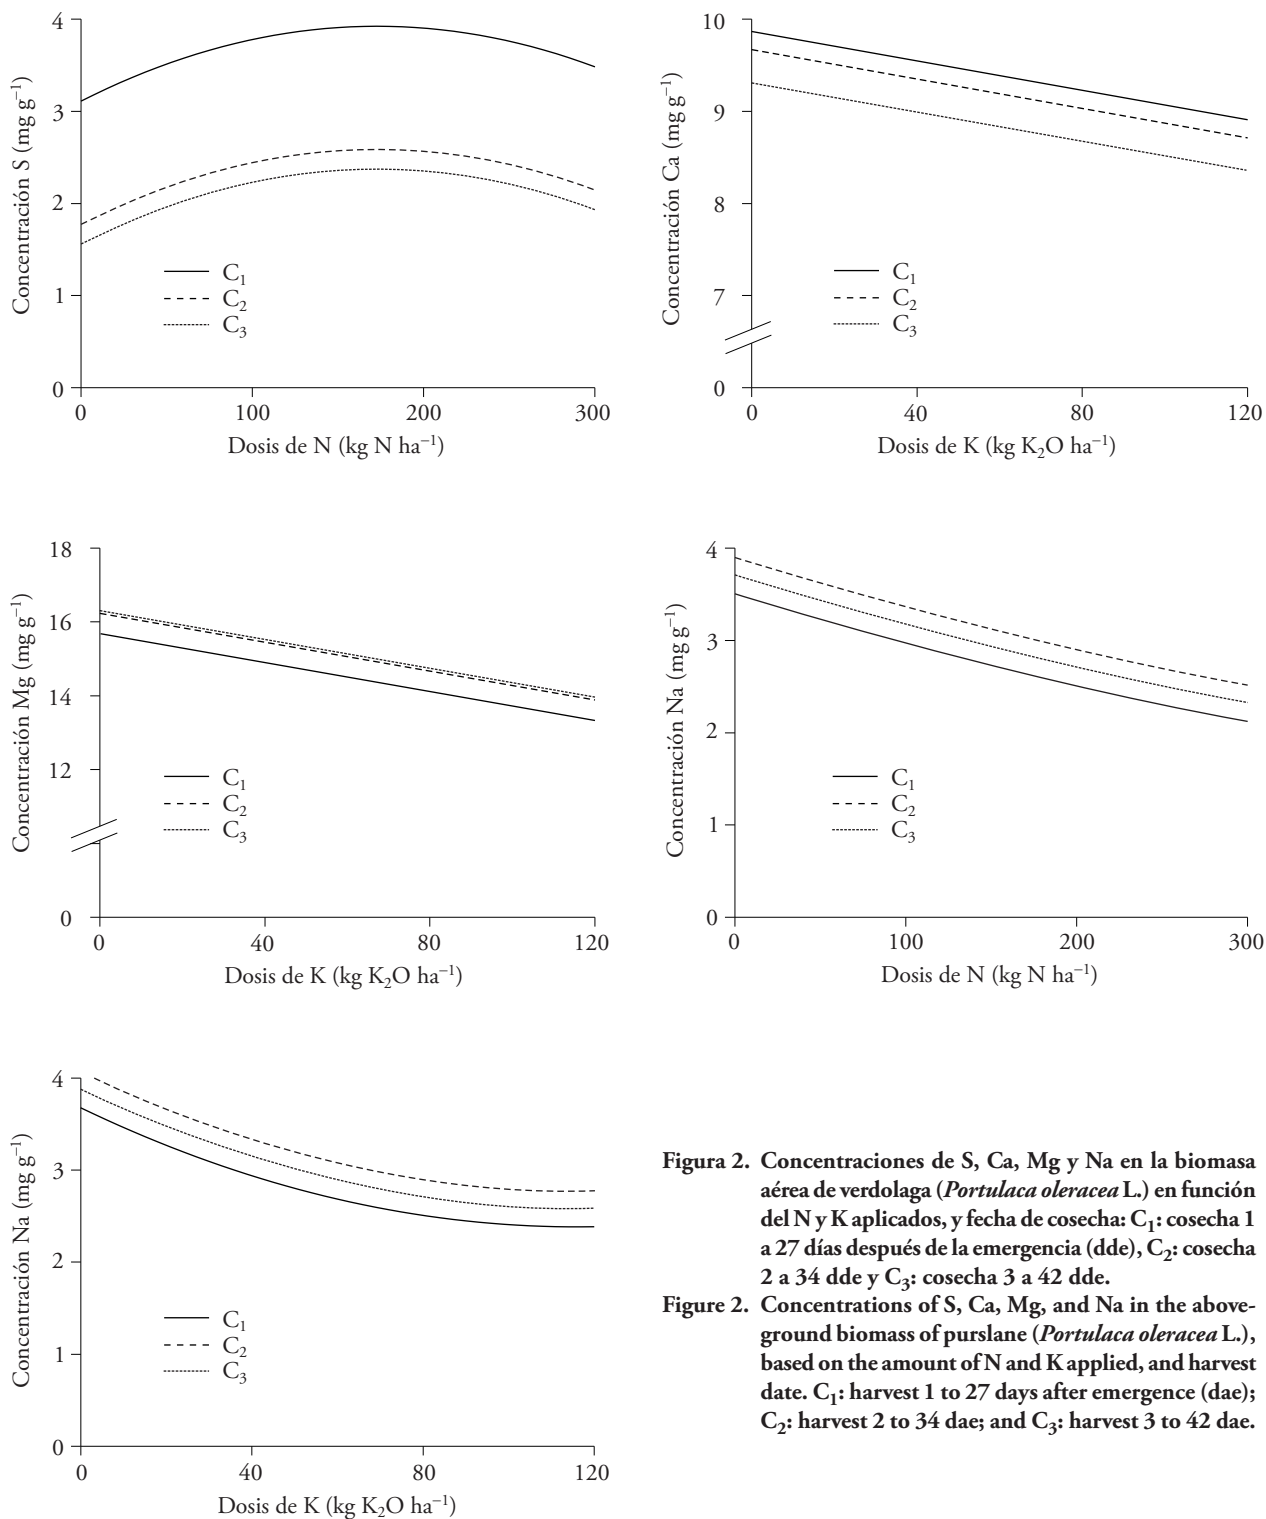 4
3
2
1
0
Concentración S (mg g⁻¹)
C₁
C₂
C₃
0 100 200 300
Dosis de N (kg N ha⁻¹)
10
9
8
7
0
Concentración Ca (mg g⁻¹)
C₁
C₂
C₃
0 40 80 120
Dosis de K (kg K₂O ha⁻¹)
18
16
14
12
0
Concentración Mg (mg g⁻¹)
C₁
C₂
C₃
0 40 80 120
Dosis de K (kg K₂O ha⁻¹)
4
3
2
1
0
Concentración Na (mg g⁻¹)
C₁
C₂
C₃
0 100 200 300
Dosis de N (kg N ha⁻¹)
4
3
2
1
0
Concentración Na (mg g⁻¹)
C₁
C₂
C₃
0 40 80 120
Dosis de K (kg K₂O ha⁻¹)
Figura 2. Concentraciones de S, Ca, Mg y Na en la biomasa
aérea de verdolaga (Portulaca oleracea L.) en función
del N y K aplicados, y fecha de cosecha: C₁: cosecha 1
a 27 días después de la emergencia (dde), C₂: cosecha
2 a 34 dde y C₃: cosecha 3 a 42 dde.
Figure 2. Concentrations of S, Ca, Mg, and Na in the above-
ground biomass of purslane (Portulaca oleracea L.),
based on the amount of N and K applied, and harvest
date. C₁: harvest 1 to 27 days after emergence (dae);
C₂: harvest 2 to 34 dae; and C₃: harvest 3 to 42 dae.